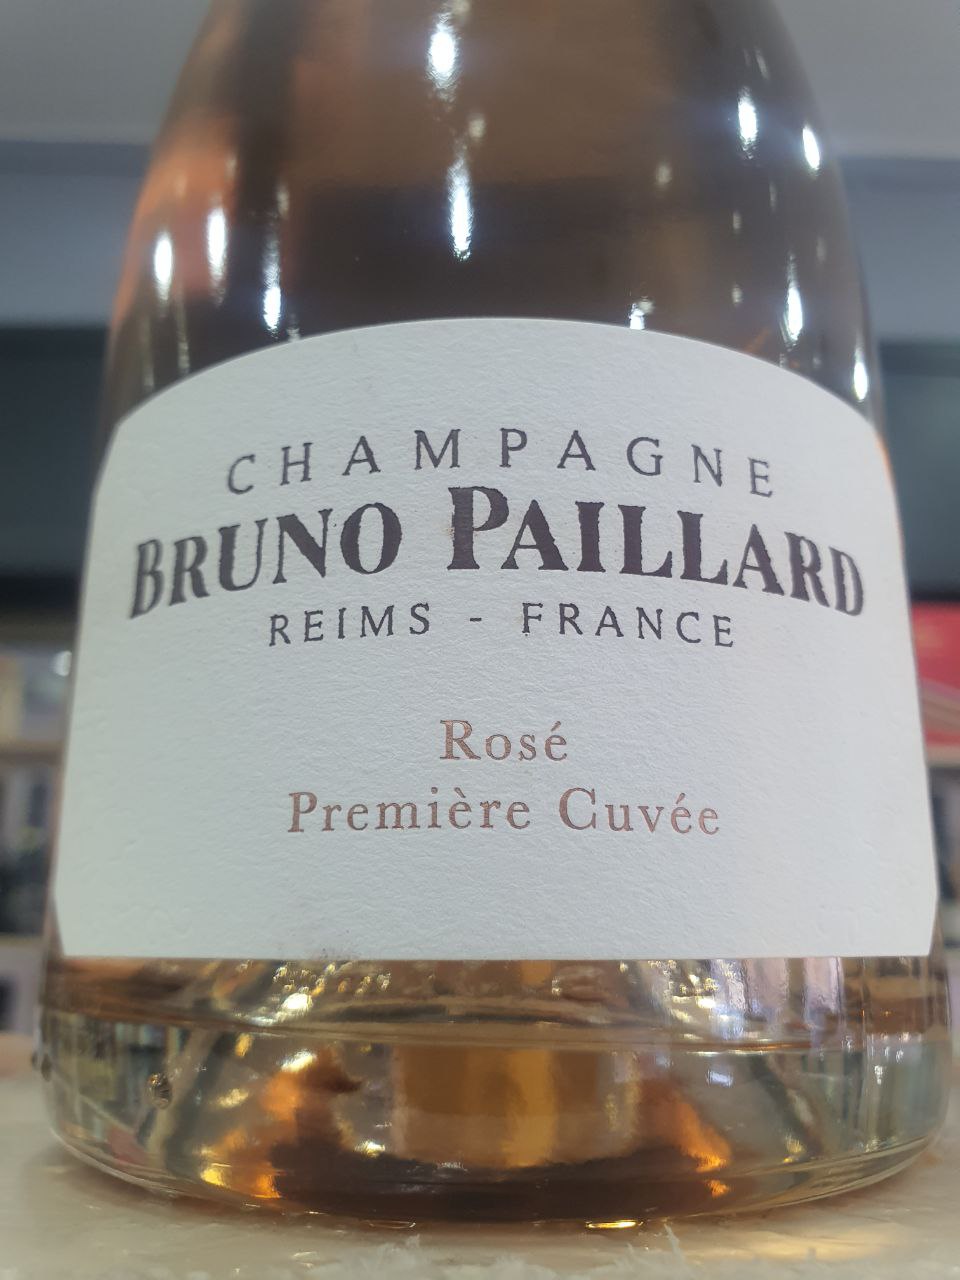 CHAMPAGNE
BRUNO PAILLARD
REIMS - FRANCE
Rosé
Première Cuvée